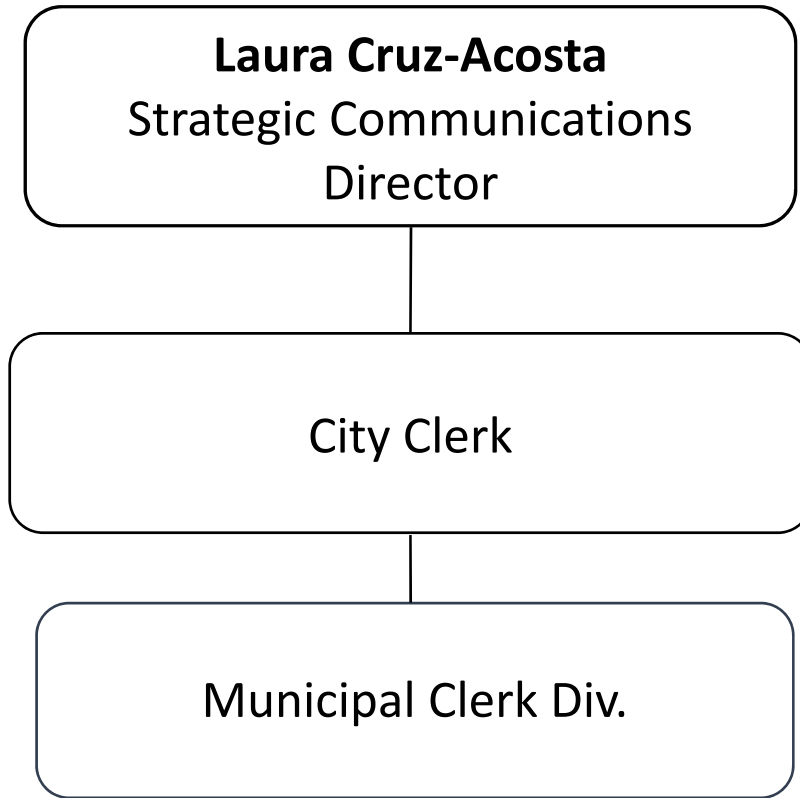 Laura Cruz-Acosta
Strategic Communications
Director
City Clerk
Municipal Clerk Div.